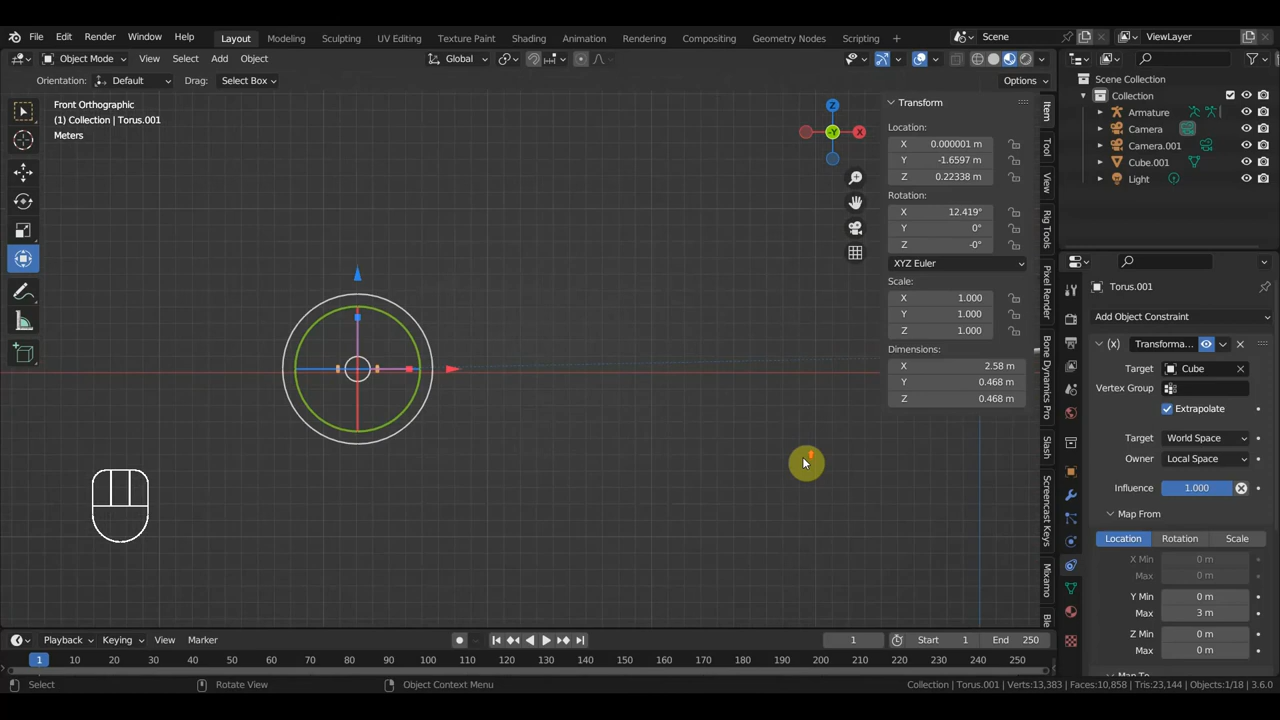 File Edit Render Window Help Layout Modeling Sculpting UV Editing Texture Paint Shading Animation Rendering Compositing Geometry Nodes Scripting + Scene ViewLayer
Object Mode View Select Add Object Global
Orientation: Default Drag: Select Box Options
Front Orthographic
(1) Collection | Torus.001
Meters
Z
-Y
X
Transform
Location:
X 0.000001 m
Y -1.6597 m
Z 0.22338 m
Rotation:
X 12.419°
Y 0°
Z -0°
XYZ Euler
Scale:
X 1.000
Y 1.000
Z 1.000
Dimensions:
X 2.58 m
Y 0.468 m
Z 0.468 m
Item
Tool
View
Rig Tools
Pixel Render
Bone Dynamics Pro
Slash
Screencast Keys
Mixamo
Ble
Scene Collection
Collection
Armature
Camera
Camera.001
Cube.001
Light
Torus.001
Add Object Constraint
Transforma...
Target Cube
Vertex Group
Extrapolate
Target World Space
Owner Local Space
Influence 1.000
Map From
Location Rotation Scale
X Min 0 m
Max 0 m
Y Min 0 m
Max 3 m
Z Min 0 m
Max 0 m
Playback Keying View Marker 1 Start 1 End 250
1 10 20 30 40 50 60 70 80 90 100 110 120 130 140 150 160 170 180 190 200 210 220 230 240 250
Select Rotate View Object Context Menu Collection | Torus.001 | Verts:13,383 | Faces:10,858 | Tris:23,144 | Objects:1/18 | 3.6.0